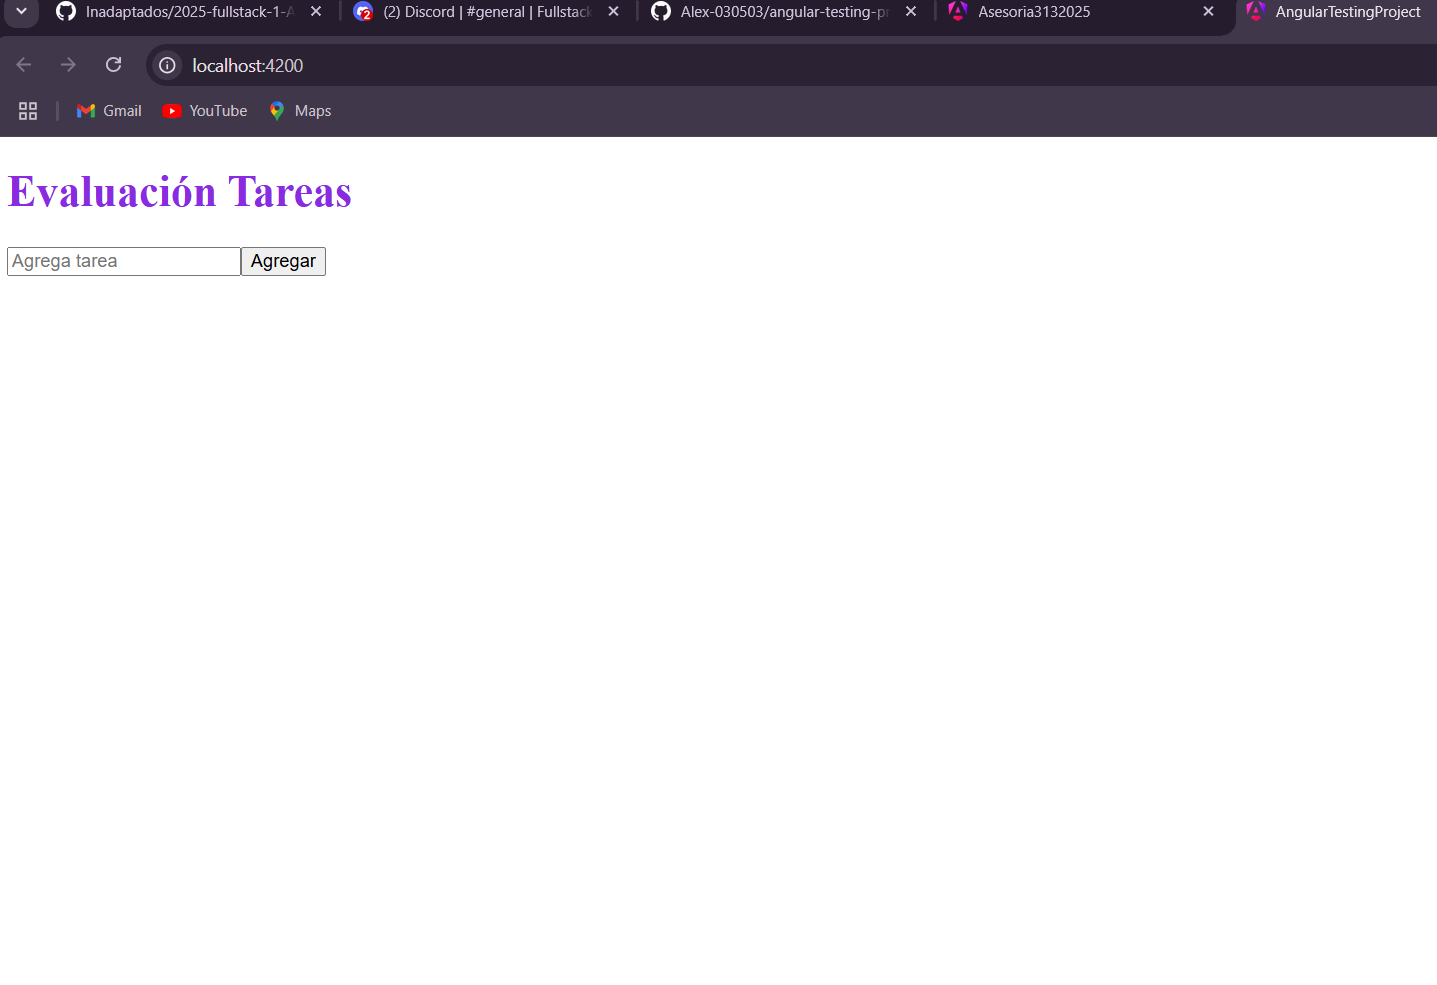 Inadaptados/2025-fullstack-1-A
(2) Discord | #general | Fullstack
Alex-030503/angular-testing-pr
Asesoria3132025
AngularTestingProject
localhost:4200
Gmail
YouTube
Maps
Evaluación Tareas
Agrega tarea
Agregar